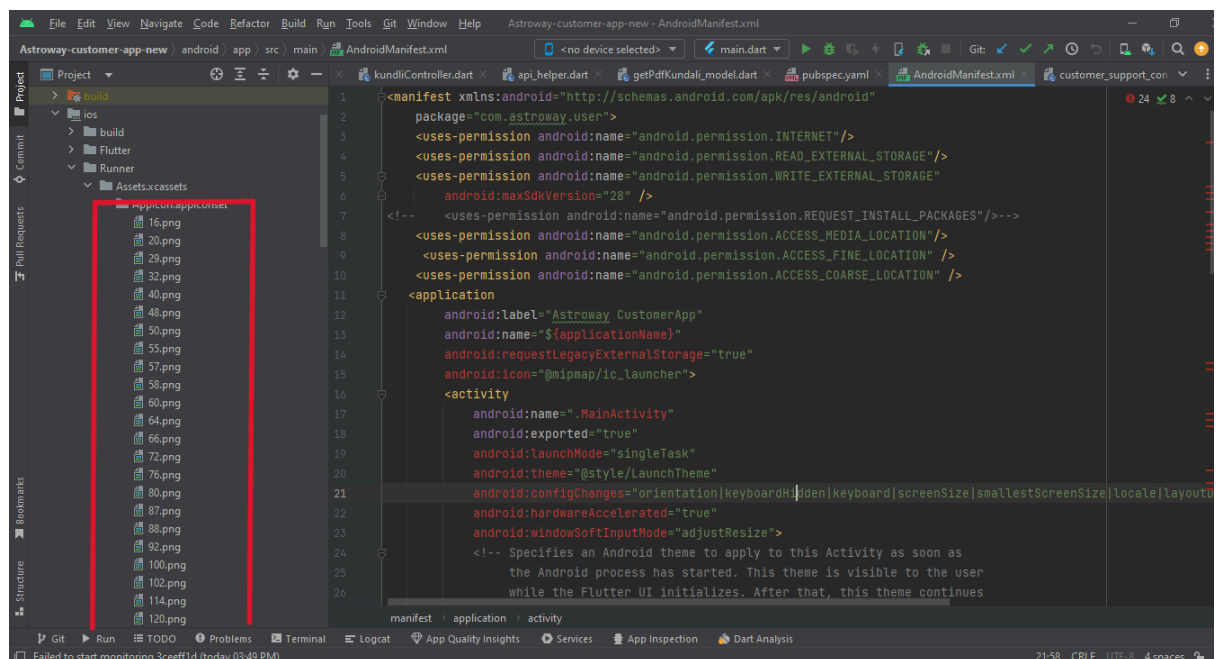 File Edit View Navigate Code Refactor Build Run Tools Git Window Help Astroway-customer-app-new - AndroidManifest.xml
Astroway-customer-app-new android app src main AndroidManifest.xml <no device selected> main.dart Git:
Project kundliController.dart api_helper.dart getPdfKundali_model.dart pubspec.yaml AndroidManifest.xml customer_support_con
Project
Commit
Pull Requests
Bookmarks
Structure
build
ios
build
Flutter
Runner
Assets.xcassets
AppIcon.appiconset
16.png
20.png
29.png
32.png
40.png
48.png
50.png
55.png
57.png
58.png
60.png
64.png
66.png
72.png
76.png
80.png
87.png
88.png
92.png
100.png
102.png
114.png
120.png
24 8
1 <manifest xmlns:android="http://schemas.android.com/apk/res/android"
2 package="com.astroway.user">
3 <uses-permission android:name="android.permission.INTERNET"/>
4 <uses-permission android:name="android.permission.READ_EXTERNAL_STORAGE"/>
5 <uses-permission android:name="android.permission.WRITE_EXTERNAL_STORAGE"
6 android:maxSdkVersion="28" />
7 <!-- <uses-permission android:name="android.permission.REQUEST_INSTALL_PACKAGES"/>-->
8 <uses-permission android:name="android.permission.ACCESS_MEDIA_LOCATION"/>
9 <uses-permission android:name="android.permission.ACCESS_FINE_LOCATION" />
10 <uses-permission android:name="android.permission.ACCESS_COARSE_LOCATION" />
11 <application
12 android:label="Astroway CustomerApp"
13 android:name="${applicationName}"
14 android:requestLegacyExternalStorage="true"
15 android:icon="@mipmap/ic_launcher">
16 <activity
17 android:name=".MainActivity"
18 android:exported="true"
19 android:launchMode="singleTask"
20 android:theme="@style/LaunchTheme"
21 android:configChanges="orientation|keyboardHidden|keyboard|screenSize|smallestScreenSize|locale|layoutD
22 android:hardwareAccelerated="true"
23 android:windowSoftInputMode="adjustResize">
24 <!-- Specifies an Android theme to apply to this Activity as soon as
25 the Android process has started. This theme is visible to the user
26 while the Flutter UI initializes. After that, this theme continues
manifest application activity
Git Run TODO Problems Terminal Logcat App Quality Insights Services App Inspection Dart Analysis
Failed to start monitoring 3ceeff1d (today 03:49 PM) 21:58 CRLF UTF-8 4 spaces